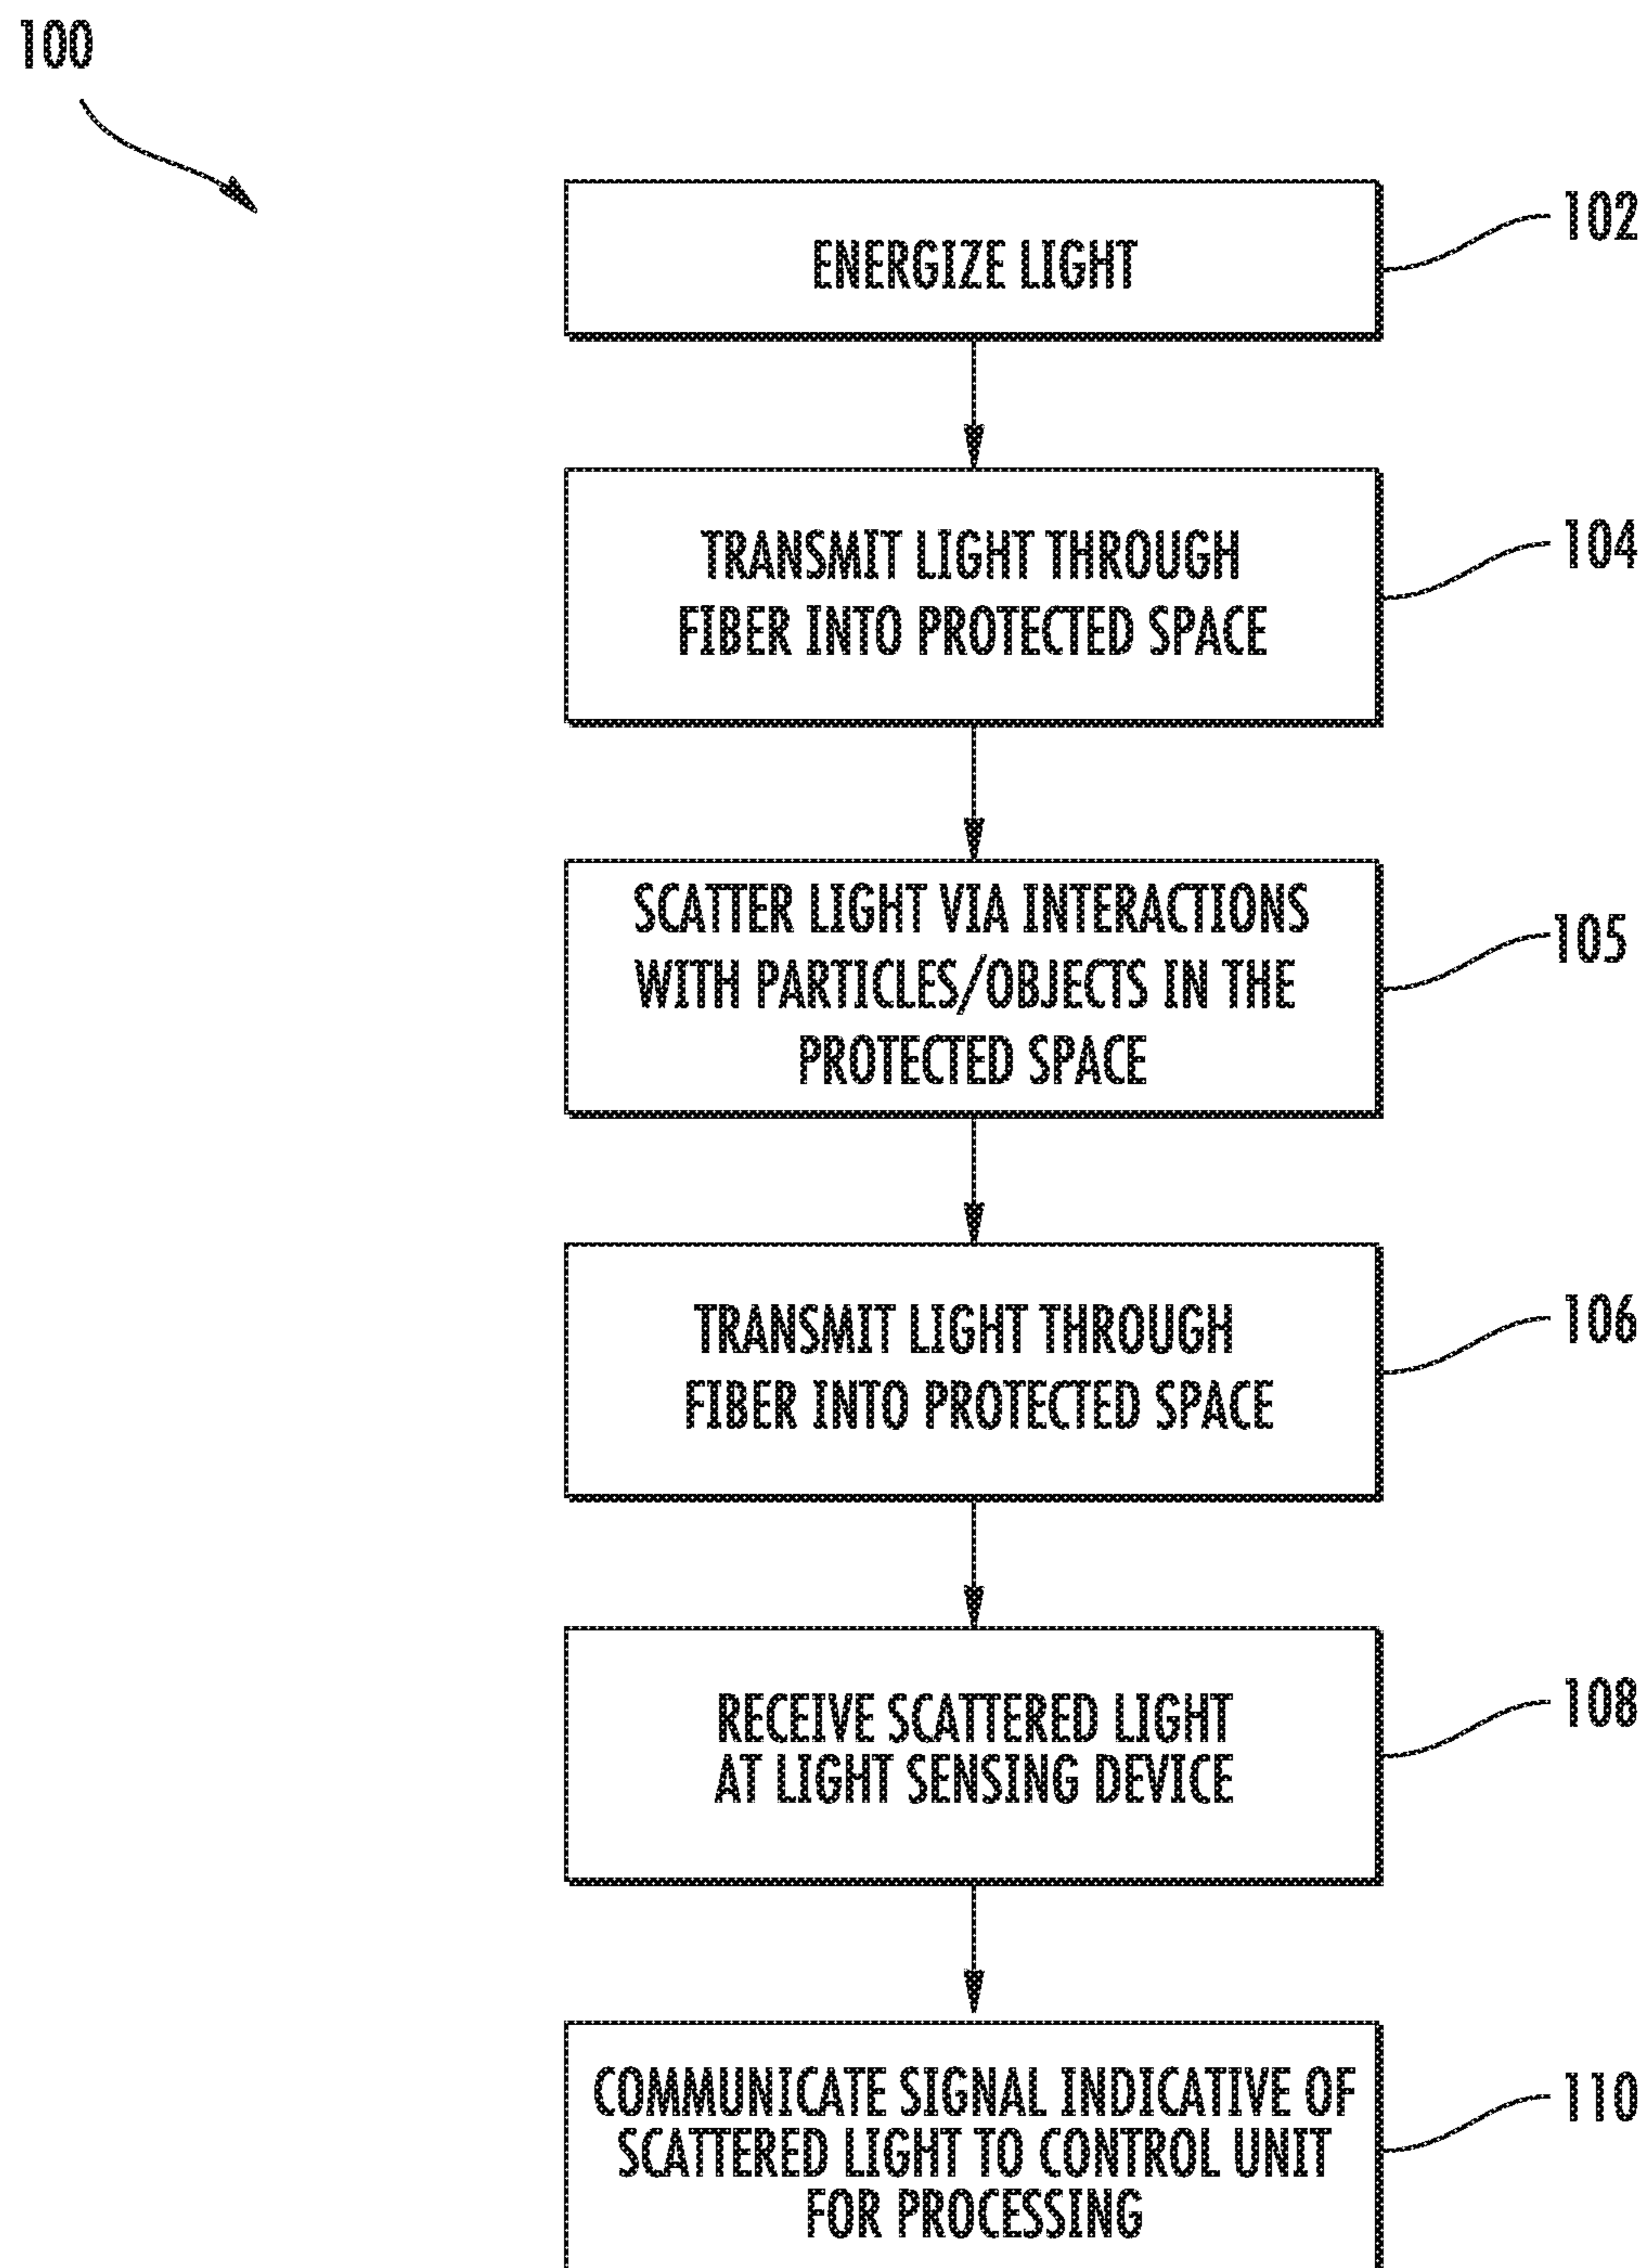 100
ENERGIZE LIGHT
102
TRANSMIT LIGHT THROUGH
FIBER INTO PROTECTED SPACE
104
SCATTER LIGHT VIA INTERACTIONS
WITH PARTICLES/OBJECTS IN THE
PROTECTED SPACE
105
TRANSMIT LIGHT THROUGH
FIBER INTO PROTECTED SPACE
106
RECEIVE SCATTERED LIGHT
AT LIGHT SENSING DEVICE
108
COMMUNICATE SIGNAL INDICATIVE OF
SCATTERED LIGHT TO CONTROL UNIT
FOR PROCESSING
110